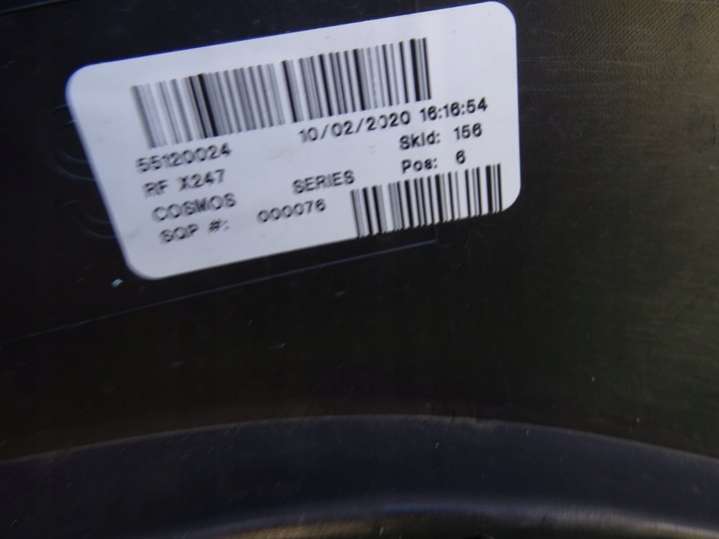 55120024 10/02/2020 16:16:54
RF X247 Skid: 156
COSMOS SERIES Pos: 6
SQP #: 000076